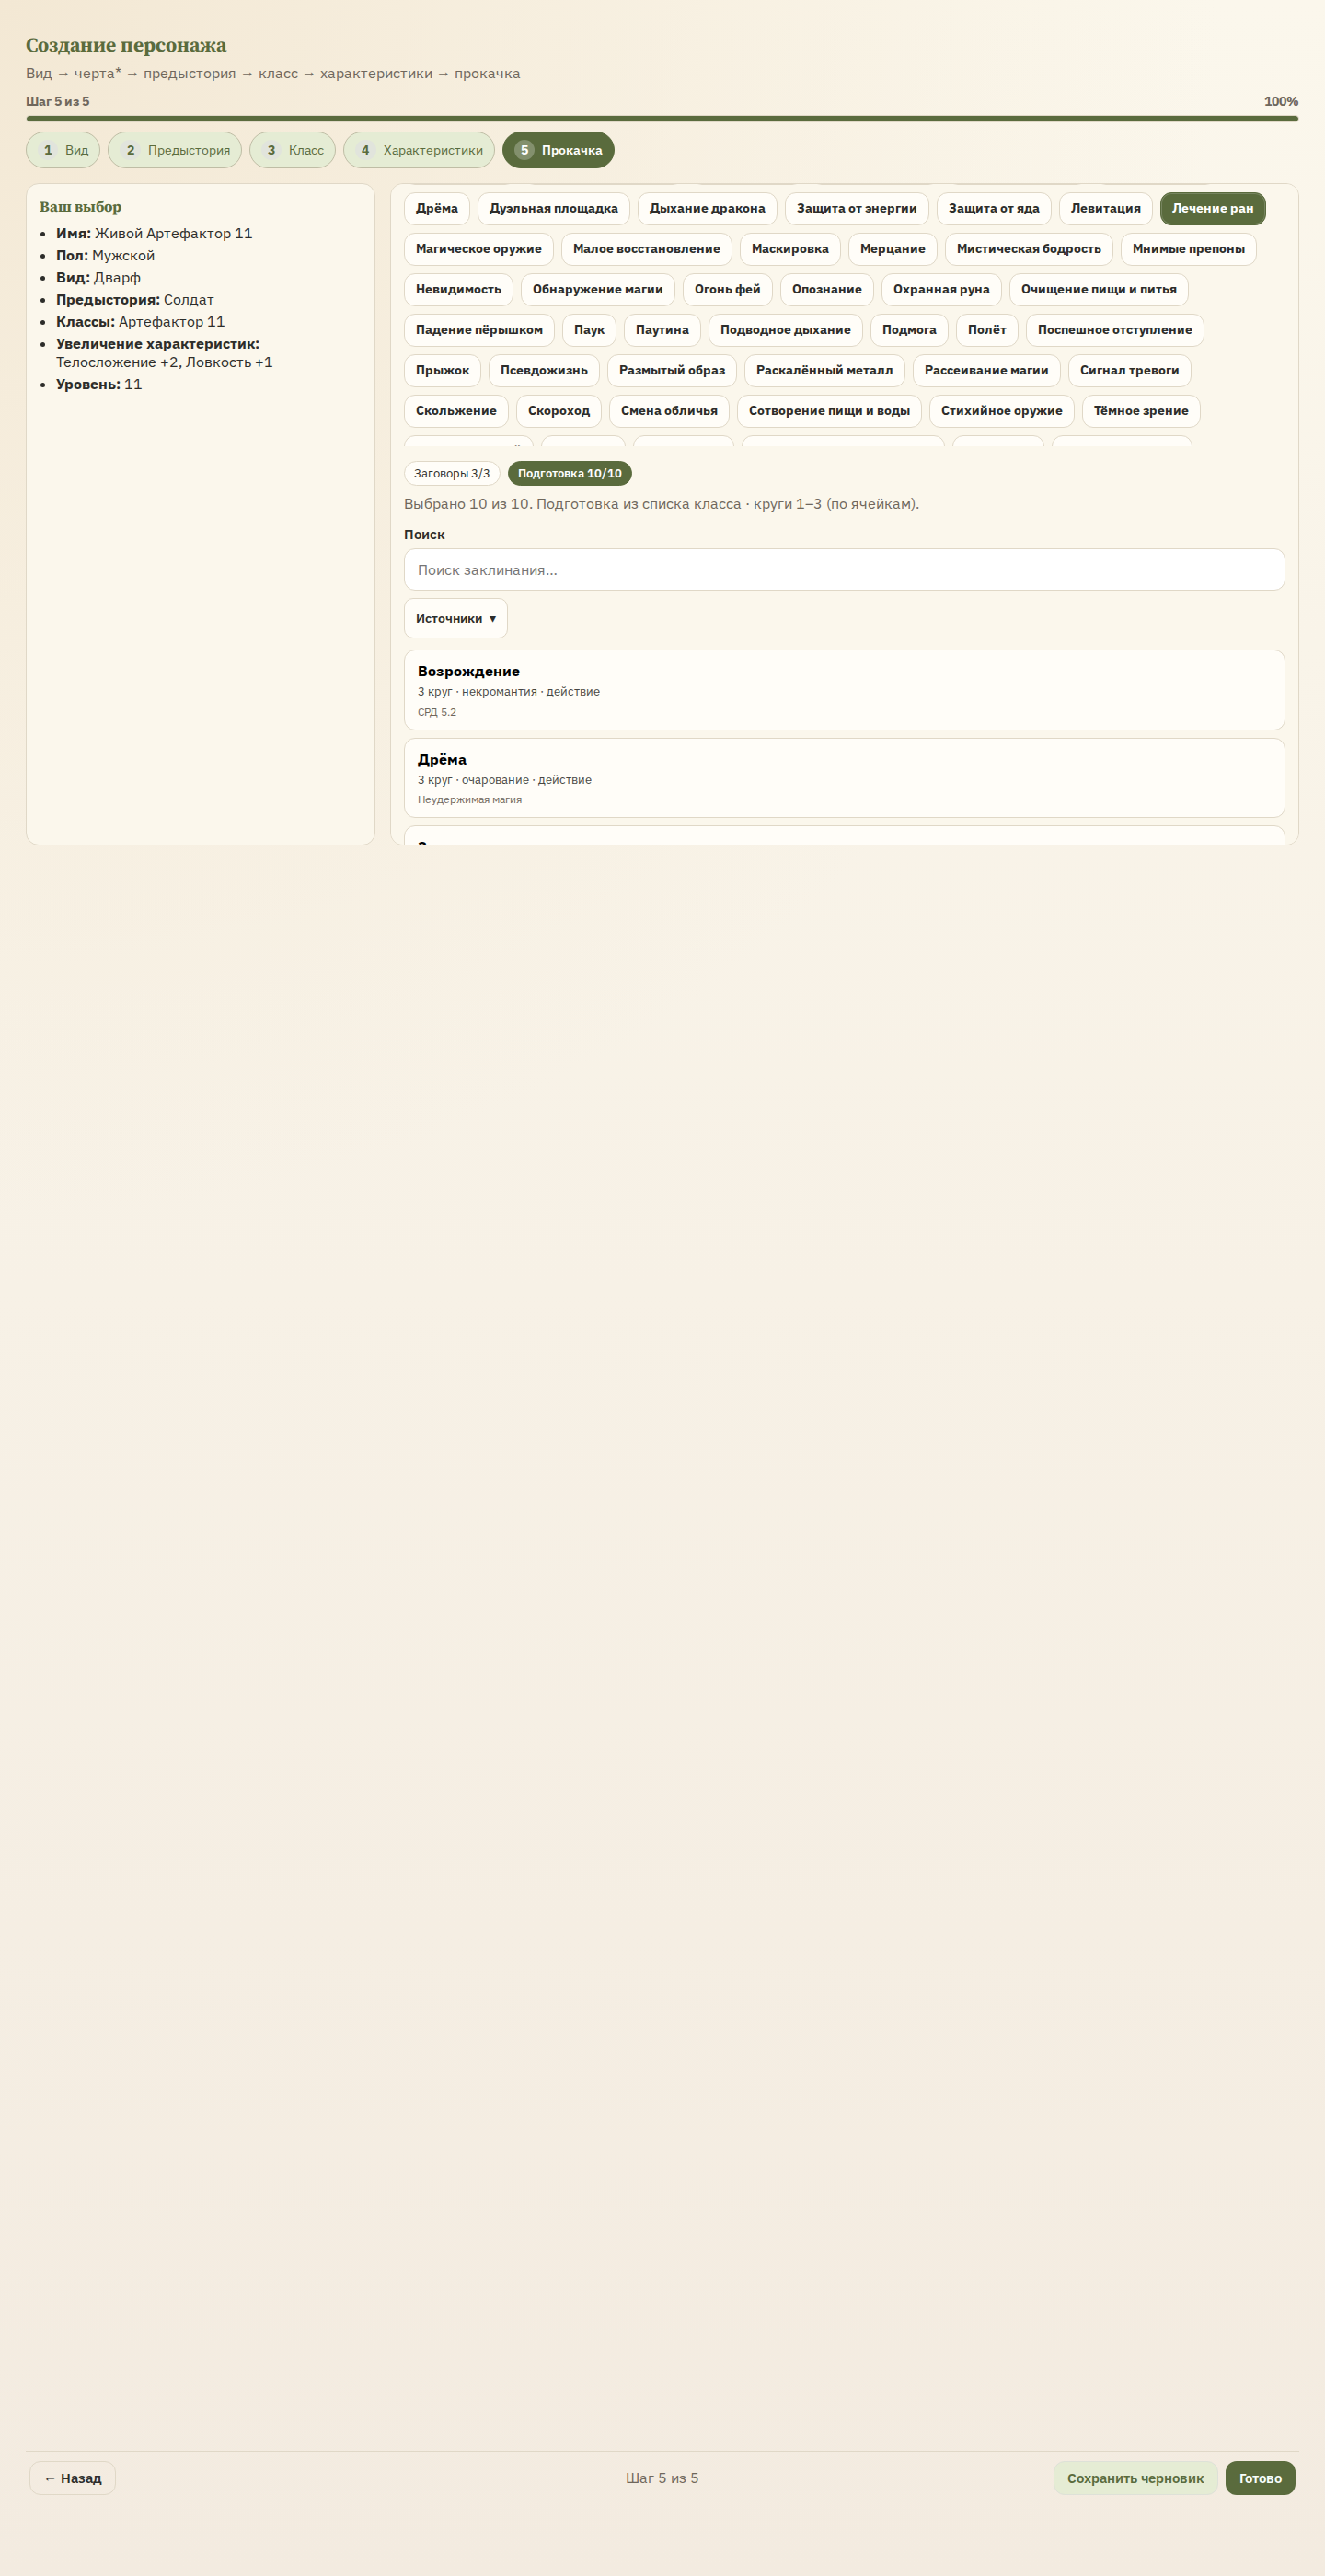 Создание персонажа
Вид → черта* → предыстория → класс → характеристики → прокачка
Шаг 5 из 5 100%
1 Вид 2 Предыстория 3 Класс 4 Характеристики 5 Прокачка
Ваш выбор
Имя: Живой Артефактор 11
Пол: Мужской
Вид: Дварф
Предыстория: Солдат
Классы: Артефактор 11
Увеличение характеристик:
Телосложение +2, Ловкость +1
Уровень: 11
Дрёма Дуэльная площадка Дыхание дракона Защита от энергии Защита от яда Левитация Лечение ран
Магическое оружие Малое восстановление Маскировка Мерцание Мистическая бодрость Мнимые препоны
Невидимость Обнаружение магии Огонь фей Опознание Охранная руна Очищение пищи и питья
Падение пёрышком Паук Паутина Подводное дыхание Подмога Полёт Поспешное отступление
Прыжок Псевдожизнь Размытый образ Раскалённый металл Рассеивание магии Сигнал тревоги
Скольжение Скороход Смена обличья Сотворение пищи и воды Стихийное оружие Тёмное зрение
Заговоры 3/3 Подготовка 10/10
Выбрано 10 из 10. Подготовка из списка класса · круги 1–3 (по ячейкам).
Поиск
Поиск заклинания...
Источники ▾
Возрождение
3 круг · некромантия · действие
СРД 5.2
Дрёма
3 круг · очарование · действие
Неудержимая магия
← Назад Шаг 5 из 5 Сохранить черновик Готово